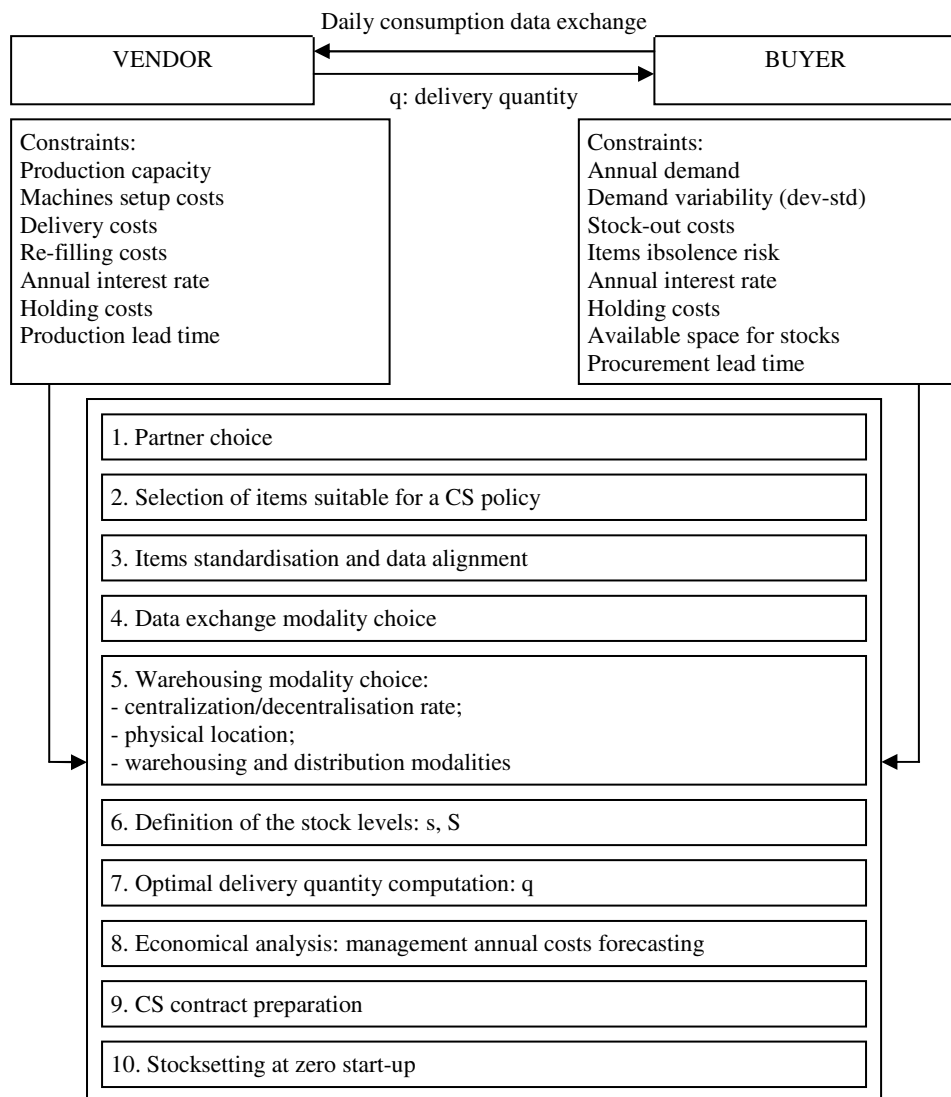 Daily consumption data exchange
VENDOR
BUYER
q: delivery quantity
Constraints:
Production capacity
Machines setup costs
Delivery costs
Re-filling costs
Annual interest rate
Holding costs
Production lead time
Constraints:
Annual demand
Demand variability (dev-std)
Stock-out costs
Items ibsolence risk
Annual interest rate
Holding costs
Available space for stocks
Procurement lead time
1. Partner choice
2. Selection of items suitable for a CS policy
3. Items standardisation and data alignment
4. Data exchange modality choice
5. Warehousing modality choice:
- centralization/decentralisation rate;
- physical location;
- warehousing and distribution modalities
6. Definition of the stock levels: s, S
7. Optimal delivery quantity computation: q
8. Economical analysis: management annual costs forecasting
9. CS contract preparation
10. Stocksetting at zero start-up